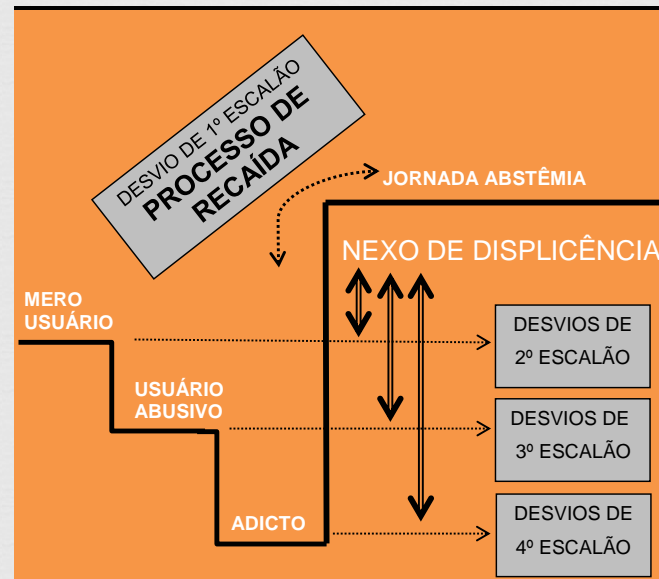 DESVIO DE 1º ESCALÃO
PROCESSO DE
RECAÍDA
JORNADA ABSTÊMIA
NEXO DE DISPLICÊNCIA
MERO
USUÁRIO
DESVIOS DE
2º ESCALÃO
USUÁRIO
ABUSIVO
DESVIOS DE
3º ESCALÃO
ADICTO
DESVIOS DE
4º ESCALÃO